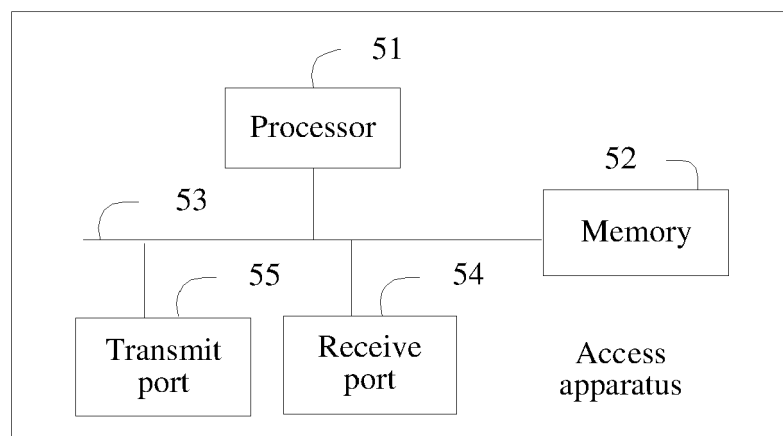 51
Processor
52
53
Memory
55
54
Transmit
port
Receive
port
Access
apparatus